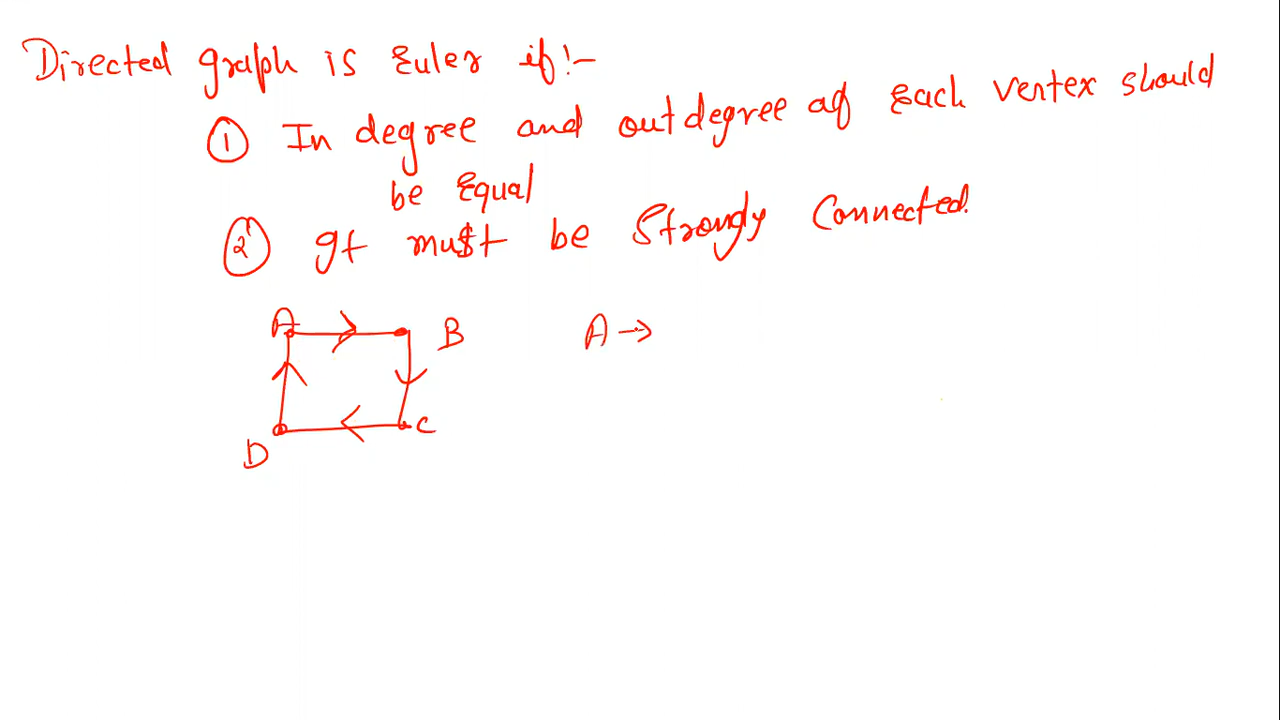 Directed graph is Euler if :-
① In degree and outdegree of Each vertex should
be Equal
② It must be Strongly Connected.
A B A →
D C